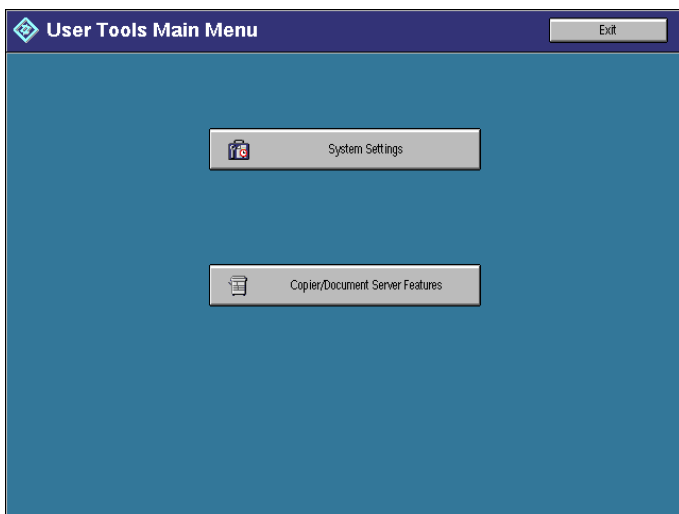 User Tools Main Menu
Exit
System Settings
Copier/Document Server Features